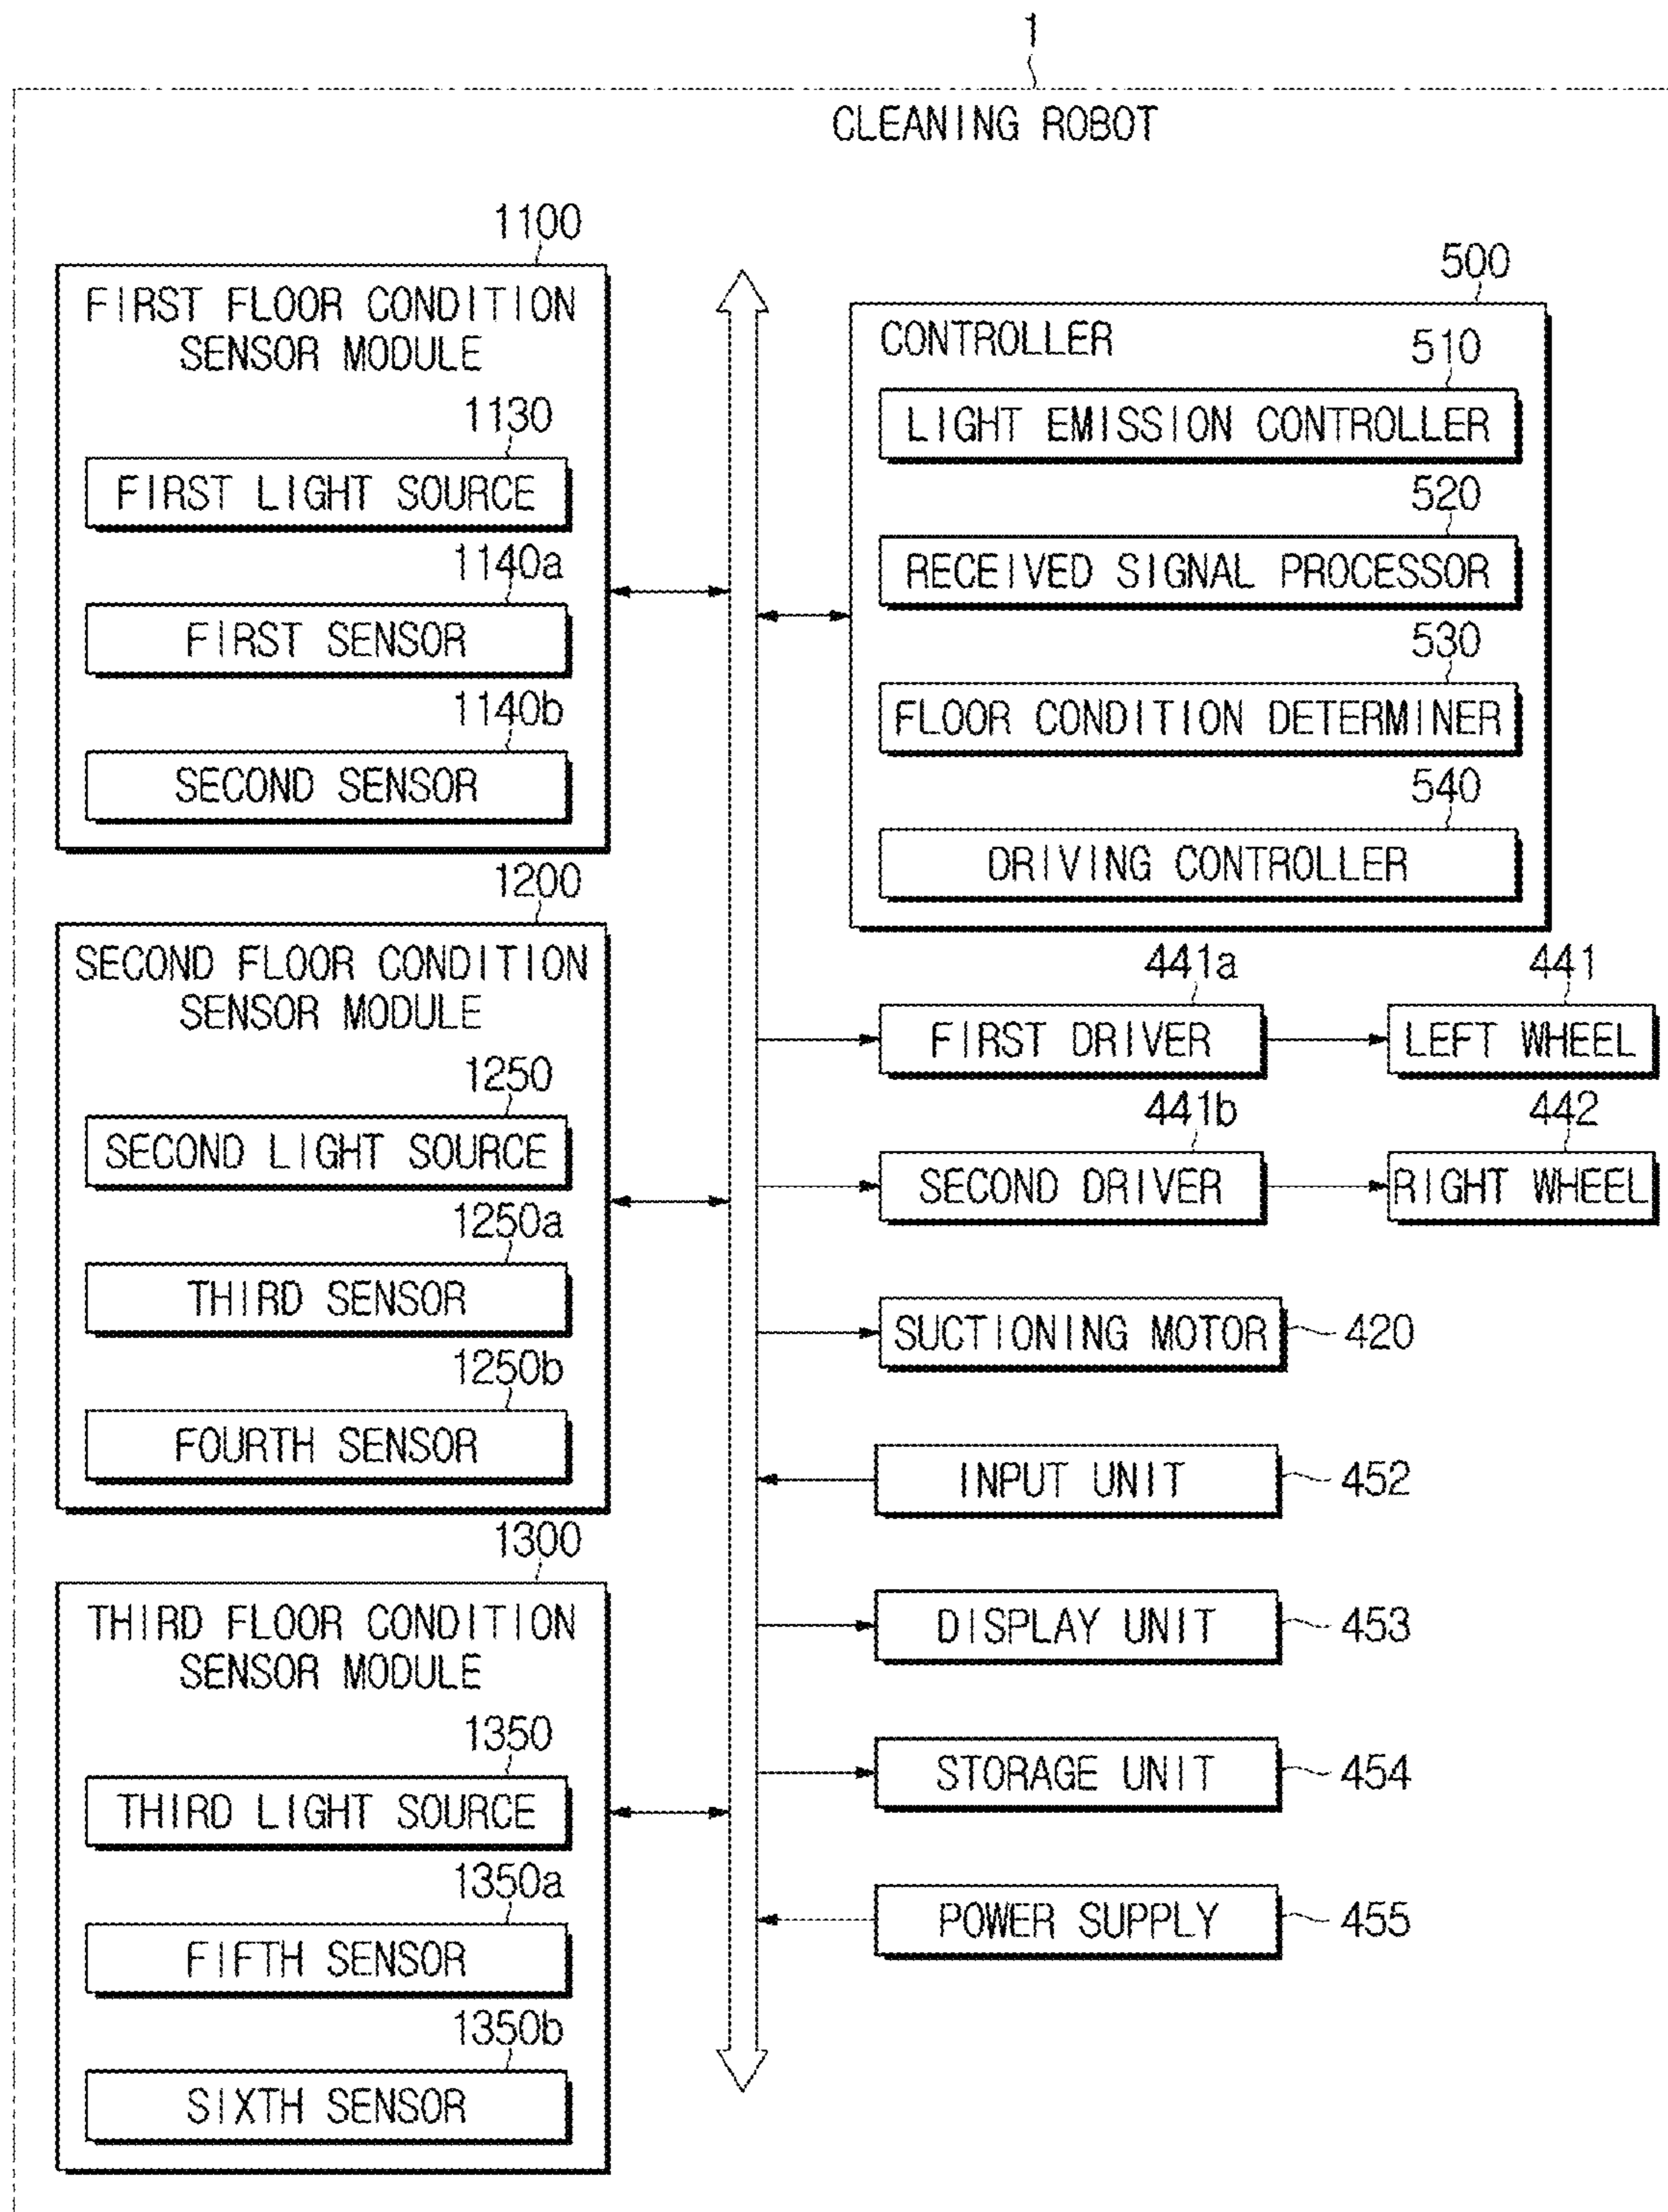 1
CLEANING ROBOT
1100
FIRST FLOOR CONDITION
SENSOR MODULE
1130
FIRST LIGHT SOURCE
1140a
FIRST SENSOR
1140b
SECOND SENSOR
1200
SECOND FLOOR CONDITION
SENSOR MODULE
1250
SECOND LIGHT SOURCE
1250a
THIRD SENSOR
1250b
FOURTH SENSOR
1300
THIRD FLOOR CONDITION
SENSOR MODULE
1350
THIRD LIGHT SOURCE
1350a
FIFTH SENSOR
1350b
SIXTH SENSOR
500
CONTROLLER
510
LIGHT EMISSION CONTROLLER
520
RECEIVED SIGNAL PROCESSOR
530
FLOOR CONDITION DETERMINER
540
DRIVING CONTROLLER
441a
FIRST DRIVER
441
LEFT WHEEL
441b
SECOND DRIVER
442
RIGHT WHEEL
SUCTIONING MOTOR 420
INPUT UNIT 452
DISPLAY UNIT 453
STORAGE UNIT 454
POWER SUPPLY 455